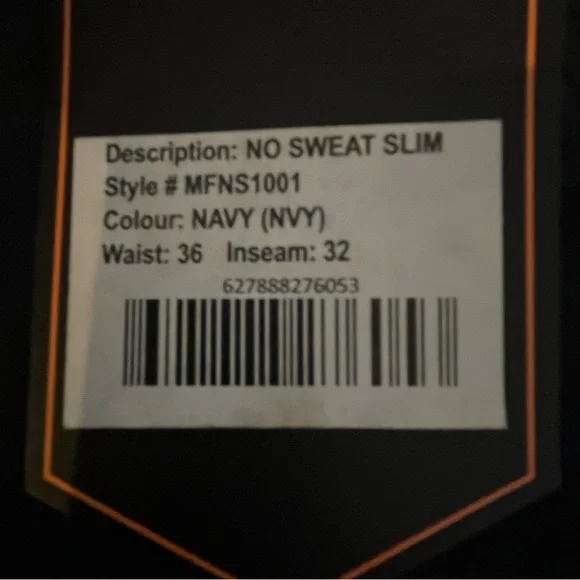 Description: NO SWEAT SLIM
Style # MFNS1001
Colour: NAVY (NVY)
Waist: 36 Inseam: 32
627888276053